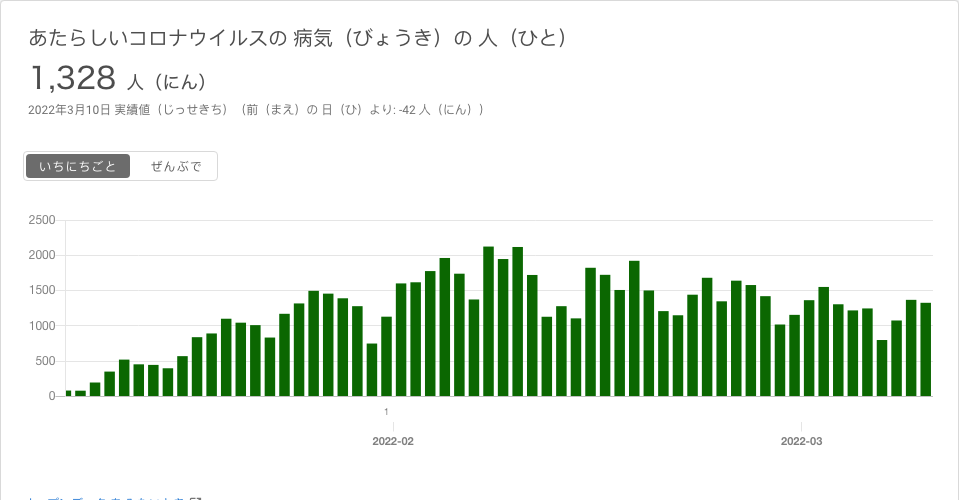 あたらしいコロナウイルスの 病気（びょうき）の 人（ひと）
1,328 人（にん）
2022年3月10日 実績値（じっせきち）（前（まえ）の 日（ひ）より: -42 人（にん））
いちにちごと ぜんぶで
2500
2000
1500
1000
500
0
1
2022-02 2022-03